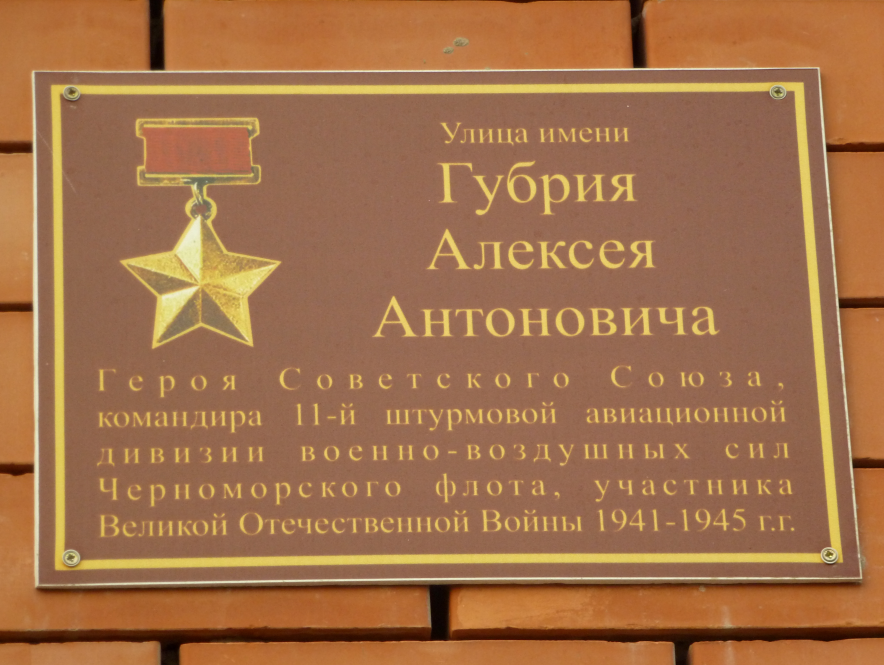 Улица имени
Губрия
Алексея
Антоновича
Героя Советского Союза,
командира 11-й штурмовой авиационной
дивизии военно-воздушных сил
Черноморского флота, участника
Великой Отечественной Войны 1941-1945 г.г.